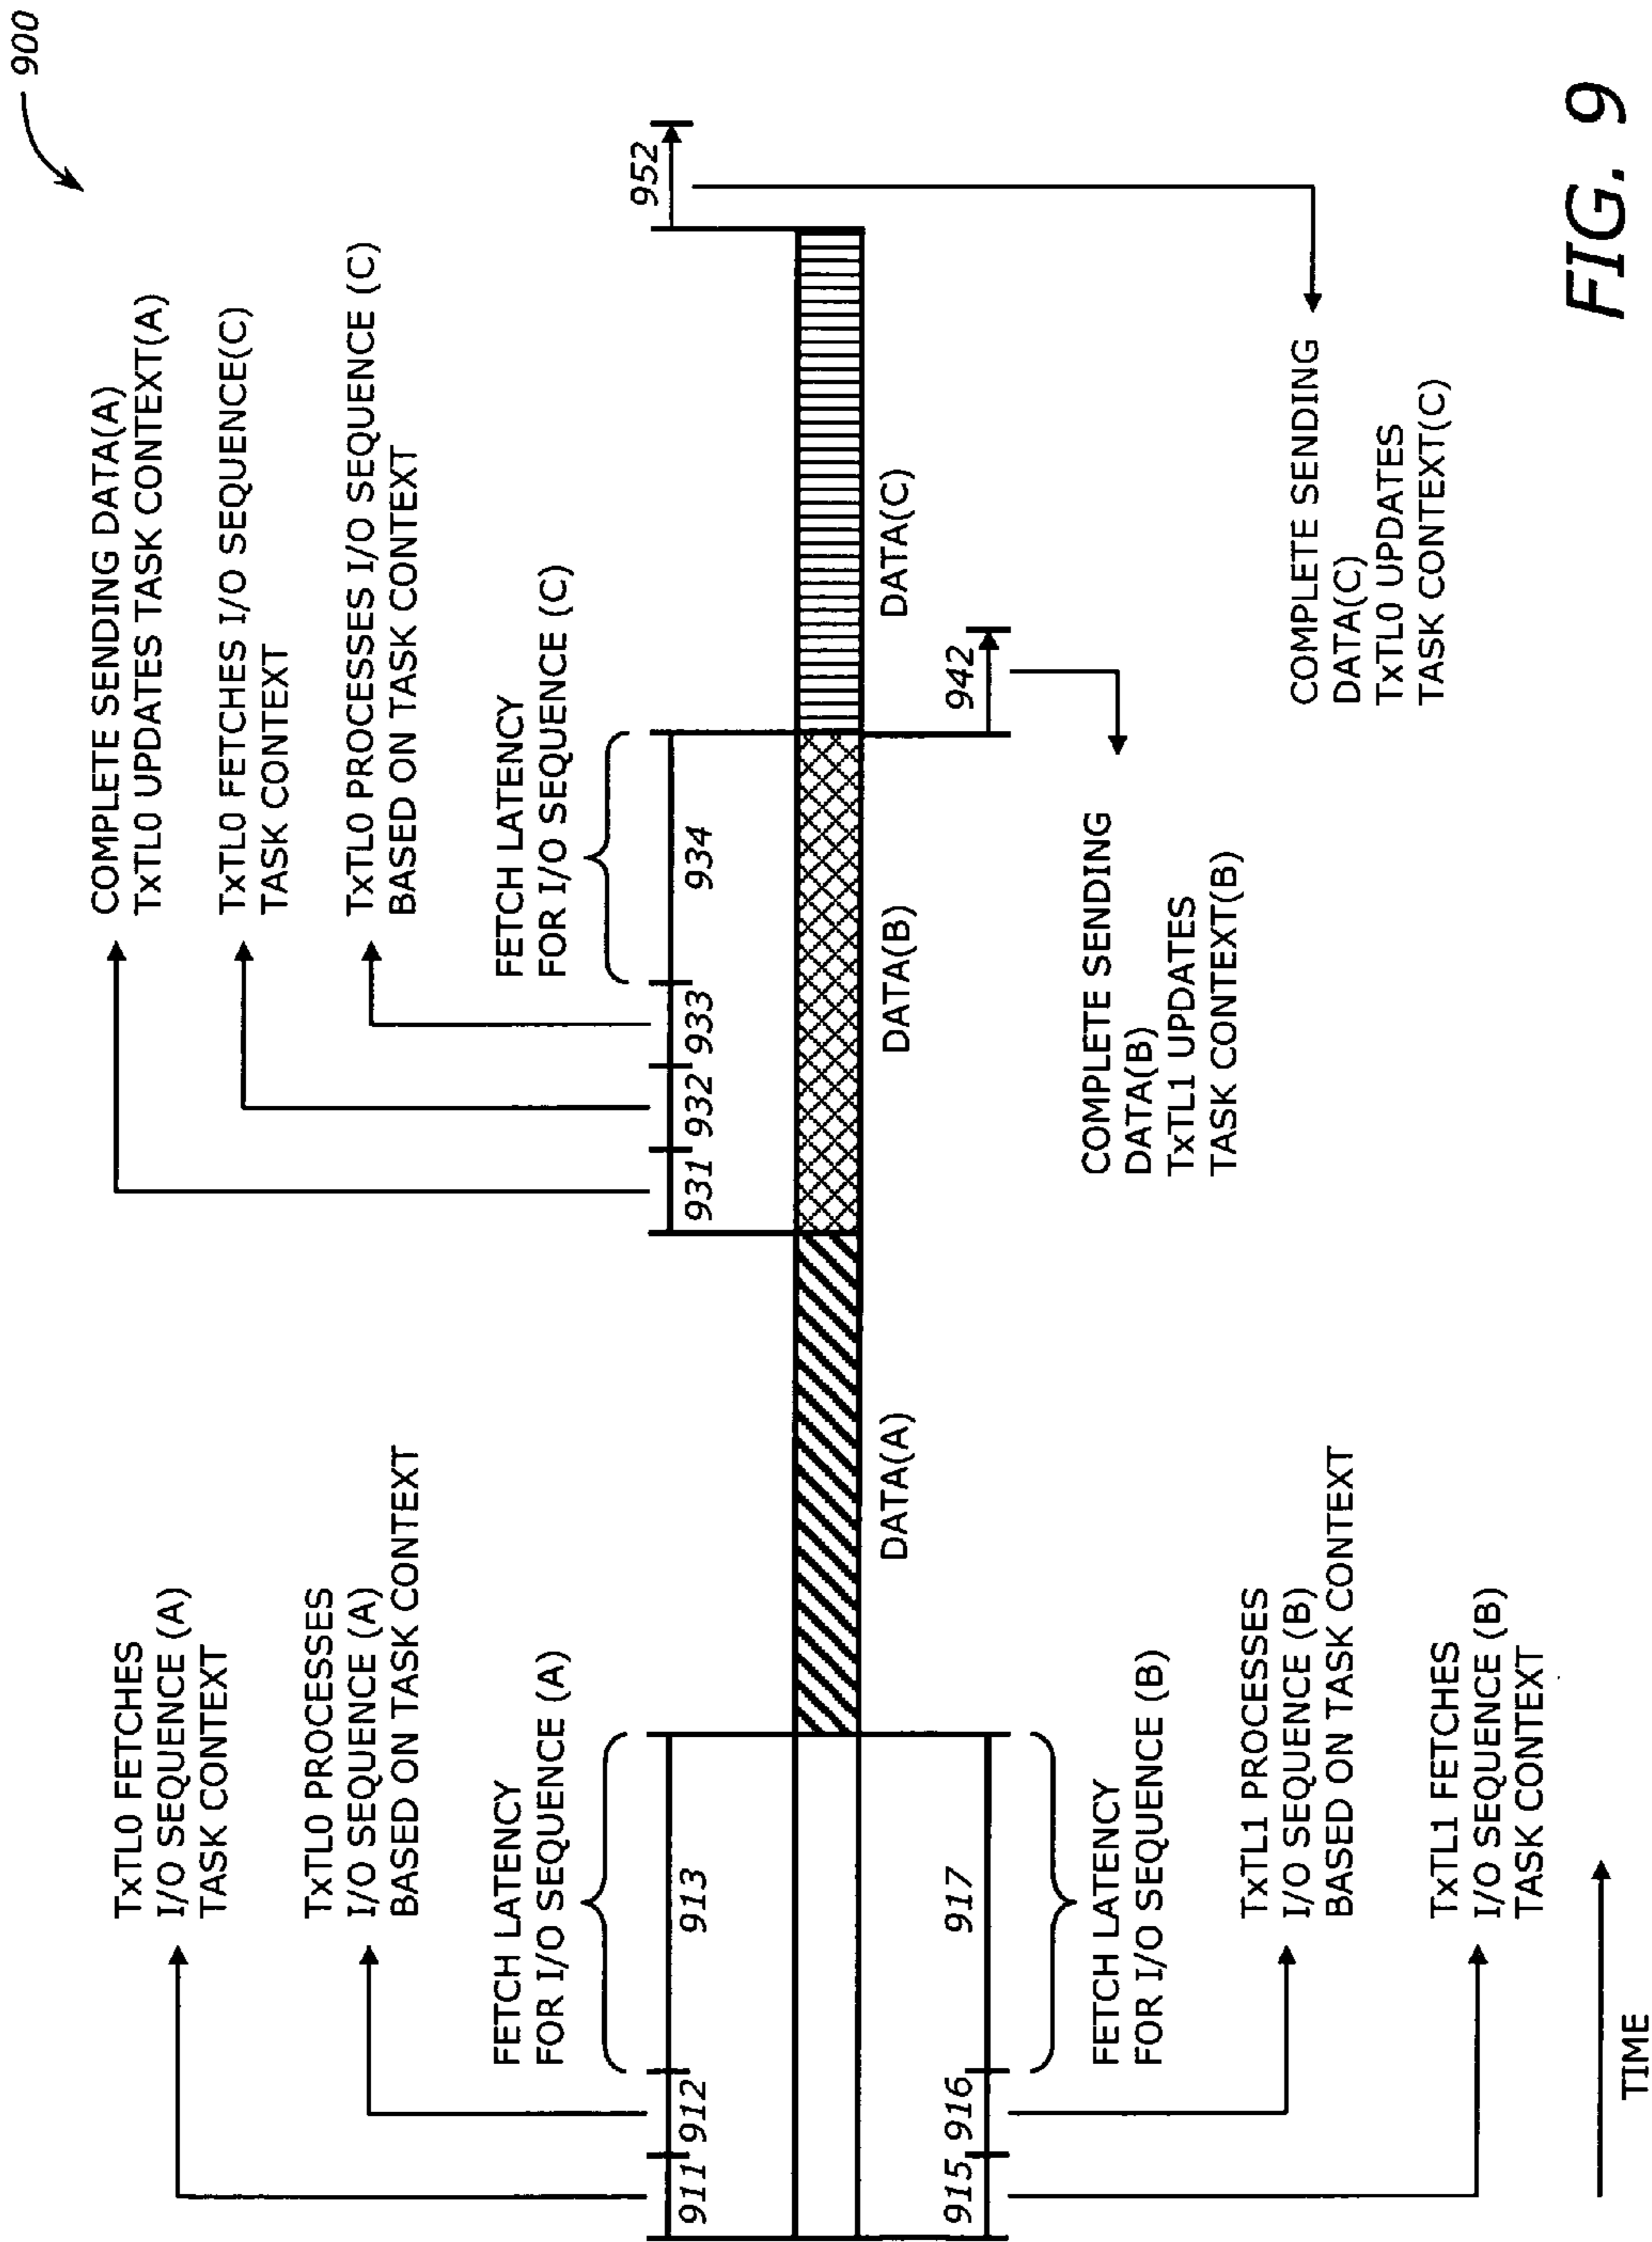 900
TxTL0 FETCHES
I/O SEQUENCE (A)
TASK CONTEXT
TxTL0 PROCESSES
I/O SEQUENCE (A)
BASED ON TASK CONTEXT
FETCH LATENCY
FOR I/O SEQUENCE (A)
COMPLETE SENDING DATA(A)
TxTL0 UPDATES TASK CONTEXT(A)
TxTL0 FETCHES I/O SEQUENCE(C)
TASK CONTEXT
TxTL0 PROCESSES I/O SEQUENCE (C)
BASED ON TASK CONTEXT
FETCH LATENCY
FOR I/O SEQUENCE (C)
911
912
913
931
932
933
934
952
DATA(A)
DATA(B)
DATA(C)
915
916
917
942
FETCH LATENCY
FOR I/O SEQUENCE (B)
TxTL1 PROCESSES
I/O SEQUENCE (B)
BASED ON TASK CONTEXT
TxTL1 FETCHES
I/O SEQUENCE (B)
TASK CONTEXT
COMPLETE SENDING
DATA(B)
TxTL1 UPDATES
TASK CONTEXT(B)
COMPLETE SENDING
DATA(C)
TxTL0 UPDATES
TASK CONTEXT(C)
TIME
FIG. 9